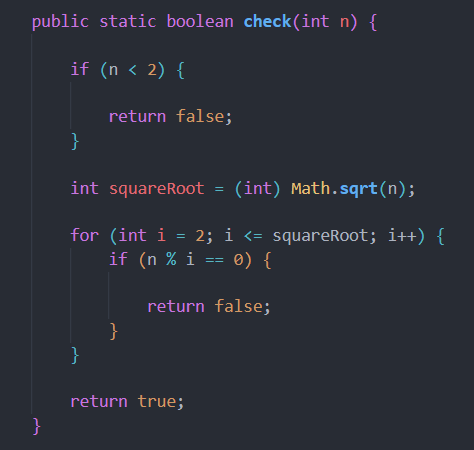 public static boolean check(int n) {
if (n < 2) {
return false;
}
int squareRoot = (int) Math.sqrt(n);
for (int i = 2; i <= squareRoot; i++) {
if (n % i == 0) {
return false;
}
}
return true;
}